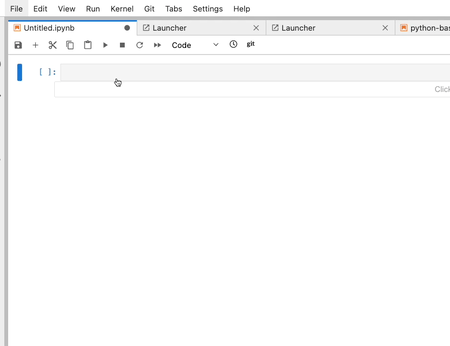 File Edit View Run Kernel Git Tabs Settings Help
Untitled.ipynb Launcher Launcher python-bas
Code git
[ ]:
Click